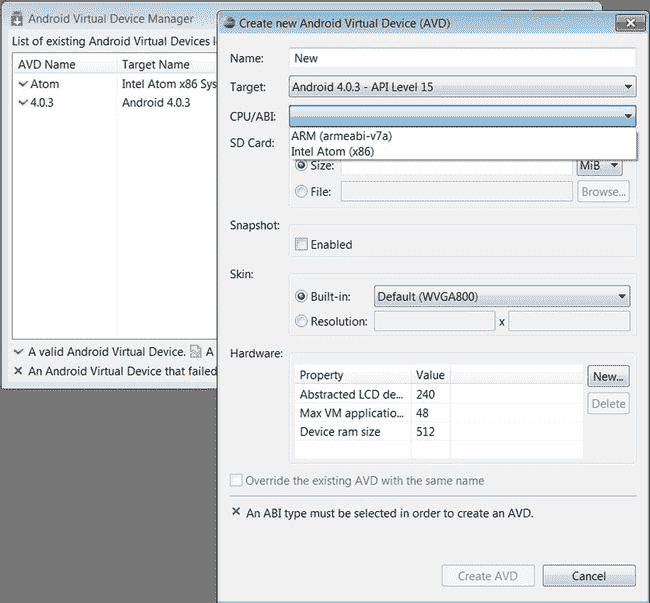 Android Virtual Device Manager
List of existing Android Virtual Devices
AVD Name Target Name
Atom Intel Atom x86 Sys
4.0.3 Android 4.0.3
A valid Android Virtual Device. A
An Android Virtual Device that failed
Create new Android Virtual Device (AVD)
Name: New
Target: Android 4.0.3 - API Level 15
CPU/ABI:
ARM (armeabi-v7a)
Intel Atom (x86)
SD Card:
Size: MiB
File: Browse...
Snapshot:
Enabled
Skin:
Built-in: Default (WVGA800)
Resolution: x
Hardware:
Property Value
Abstracted LCD de... 240
Max VM applicatio... 48
Device ram size 512
New...
Delete
Override the existing AVD with the same name
An ABI type must be selected in order to create an AVD.
Create AVD Cancel